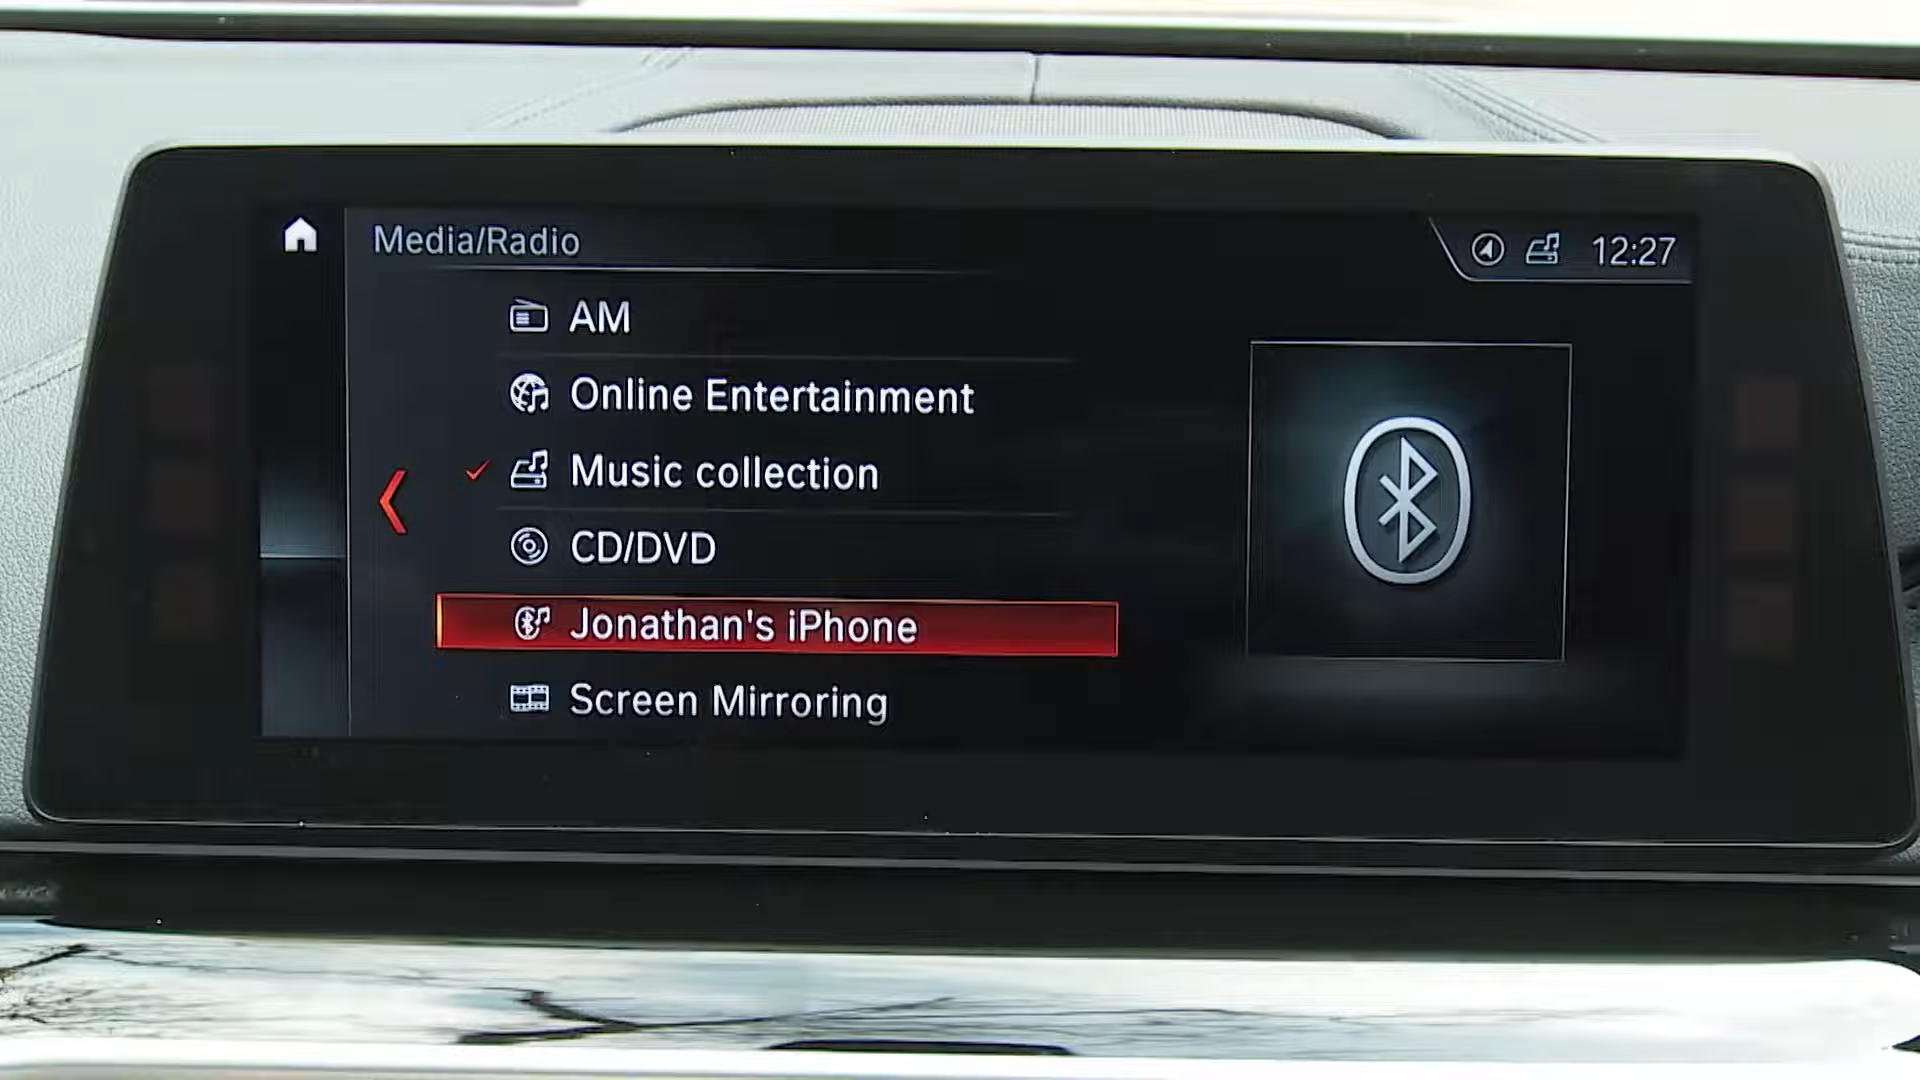 Media/Radio
12:27
AM
Online Entertainment
Music collection
CD/DVD
Jonathan's iPhone
Screen Mirroring